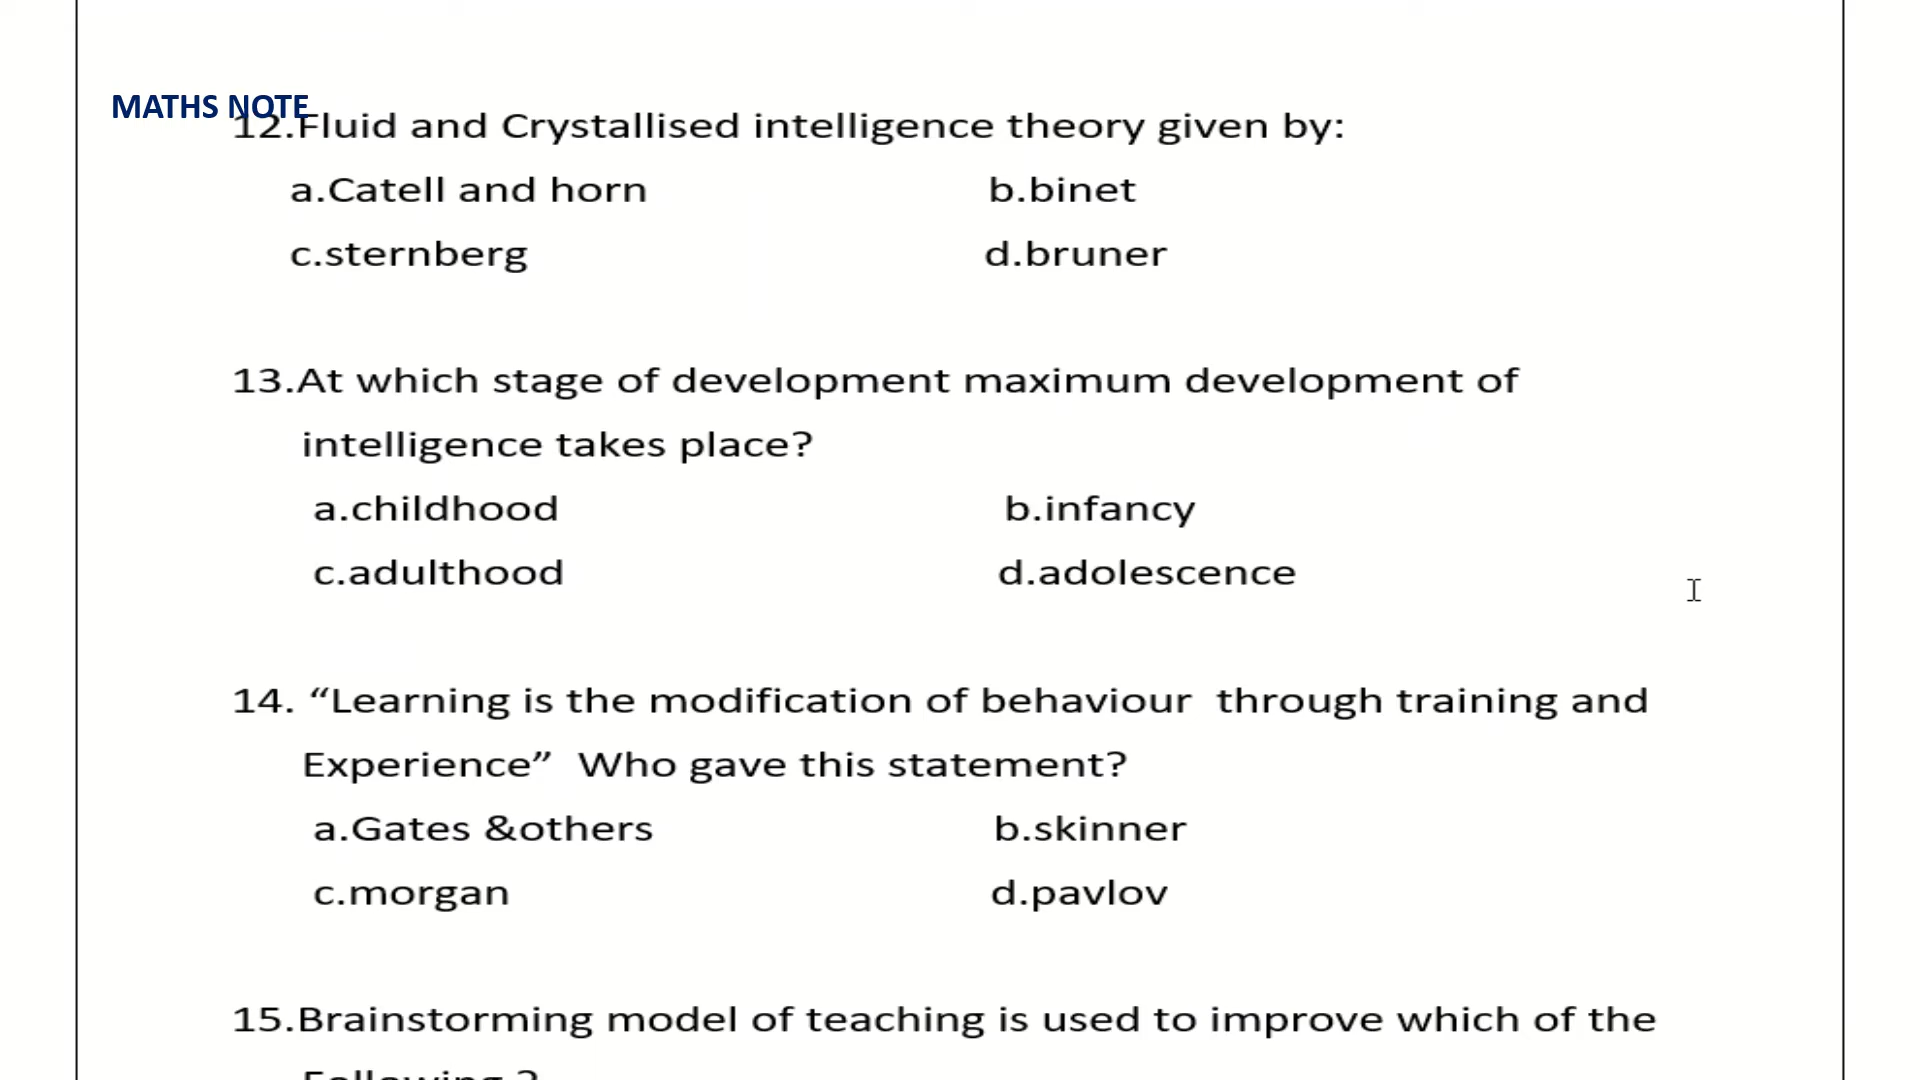 MATHS NOTE
12.Fluid and Crystallised intelligence theory given by:
a.Catell and horn b.binet
c.sternberg d.bruner
13.At which stage of development maximum development of
intelligence takes place?
a.childhood b.infancy
c.adulthood d.adolescence
14. “Learning is the modification of behaviour through training and
Experience” Who gave this statement?
a.Gates &others b.skinner
c.morgan d.pavlov
15.Brainstorming model of teaching is used to improve which of the
Following ?